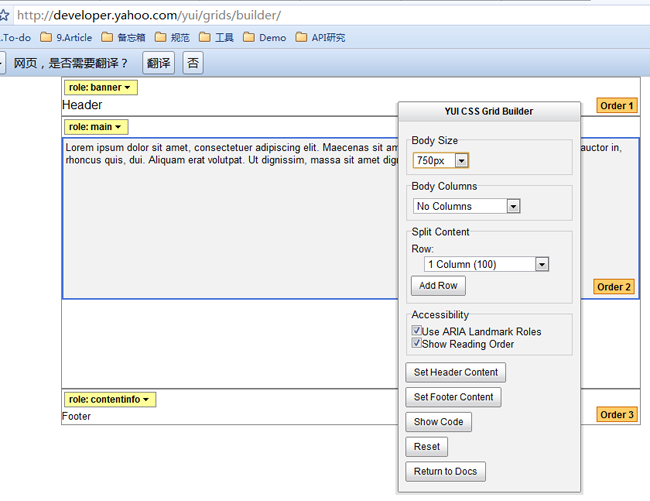 http://developer.yahoo.com/yui/grids/builder/
.To-do 9.Article 备忘箱 规范 工具 Demo API研究
网页，是否需要翻译？ 翻译 否
role: banner
Header
Order 1
role: main
Lorem ipsum dolor sit amet, consectetuer adipiscing elit. Maecenas sit am auctor in,
rhoncus quis, dui. Aliquam erat volutpat. Ut dignissim, massa sit amet dign
Order 2
role: contentinfo
Footer
Order 3
YUI CSS Grid Builder
Body Size
750px
Body Columns
No Columns
Split Content
Row:
1 Column (100)
Add Row
Accessibility
Use ARIA Landmark Roles
Show Reading Order
Set Header Content
Set Footer Content
Show Code
Reset
Return to Docs